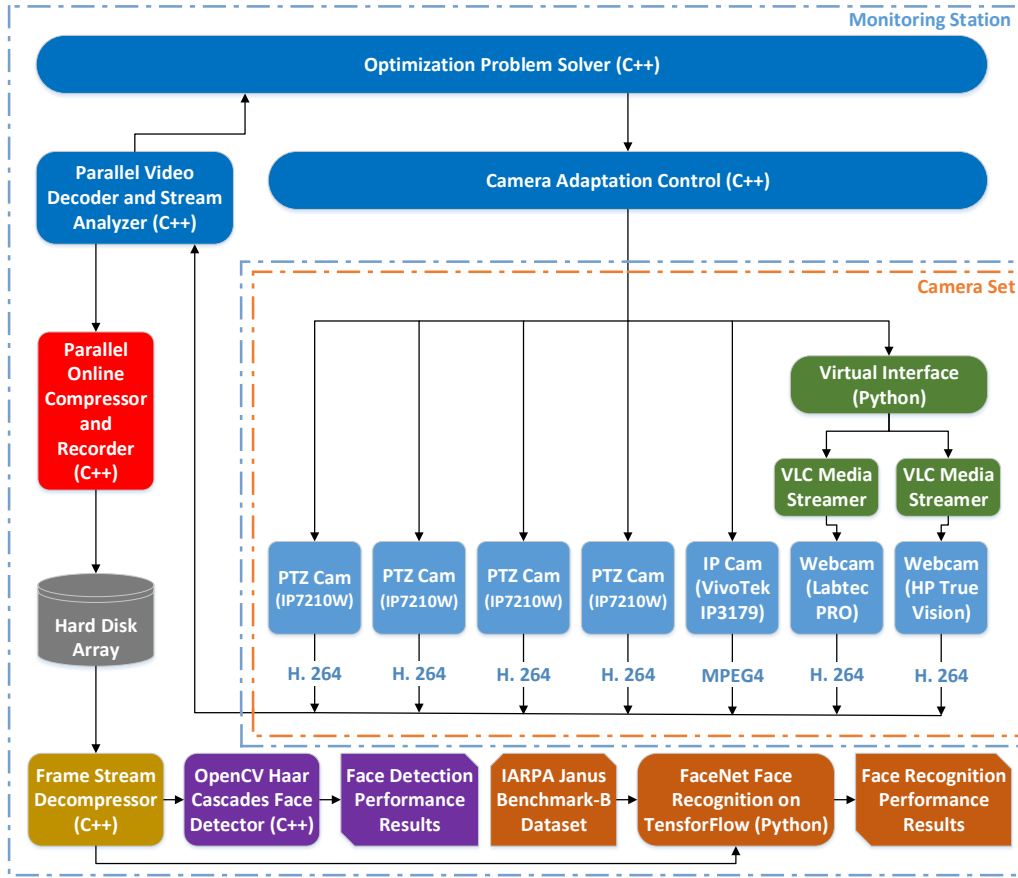 Monitoring Station
Optimization Problem Solver (C++)
Parallel Video
Decoder and Stream
Analyzer (C++)
Camera Adaptation Control (C++)
Camera Set
Parallel
Online
Compressor
and
Recorder
(C++)
Virtual Interface
(Python)
VLC Media
Streamer
VLC Media
Streamer
PTZ Cam
(IP7210W)
PTZ Cam
(IP7210W)
PTZ Cam
(IP7210W)
PTZ Cam
(IP7210W)
IP Cam
(VivoTek
IP3179)
Webcam
(Labtec
PRO)
Webcam
(HP True
Vision)
Hard Disk
Array
H. 264
H. 264
H. 264
H. 264
MPEG4
H. 264
H. 264
Frame Stream
Decompressor
(C++)
OpenCV Haar
Cascades Face
Detector (C++)
Face Detection
Performance
Results
IARPA Janus
Benchmark-B
Dataset
FaceNet Face
Recognition on
TensforFlow (Python)
Face Recognition
Performance
Results